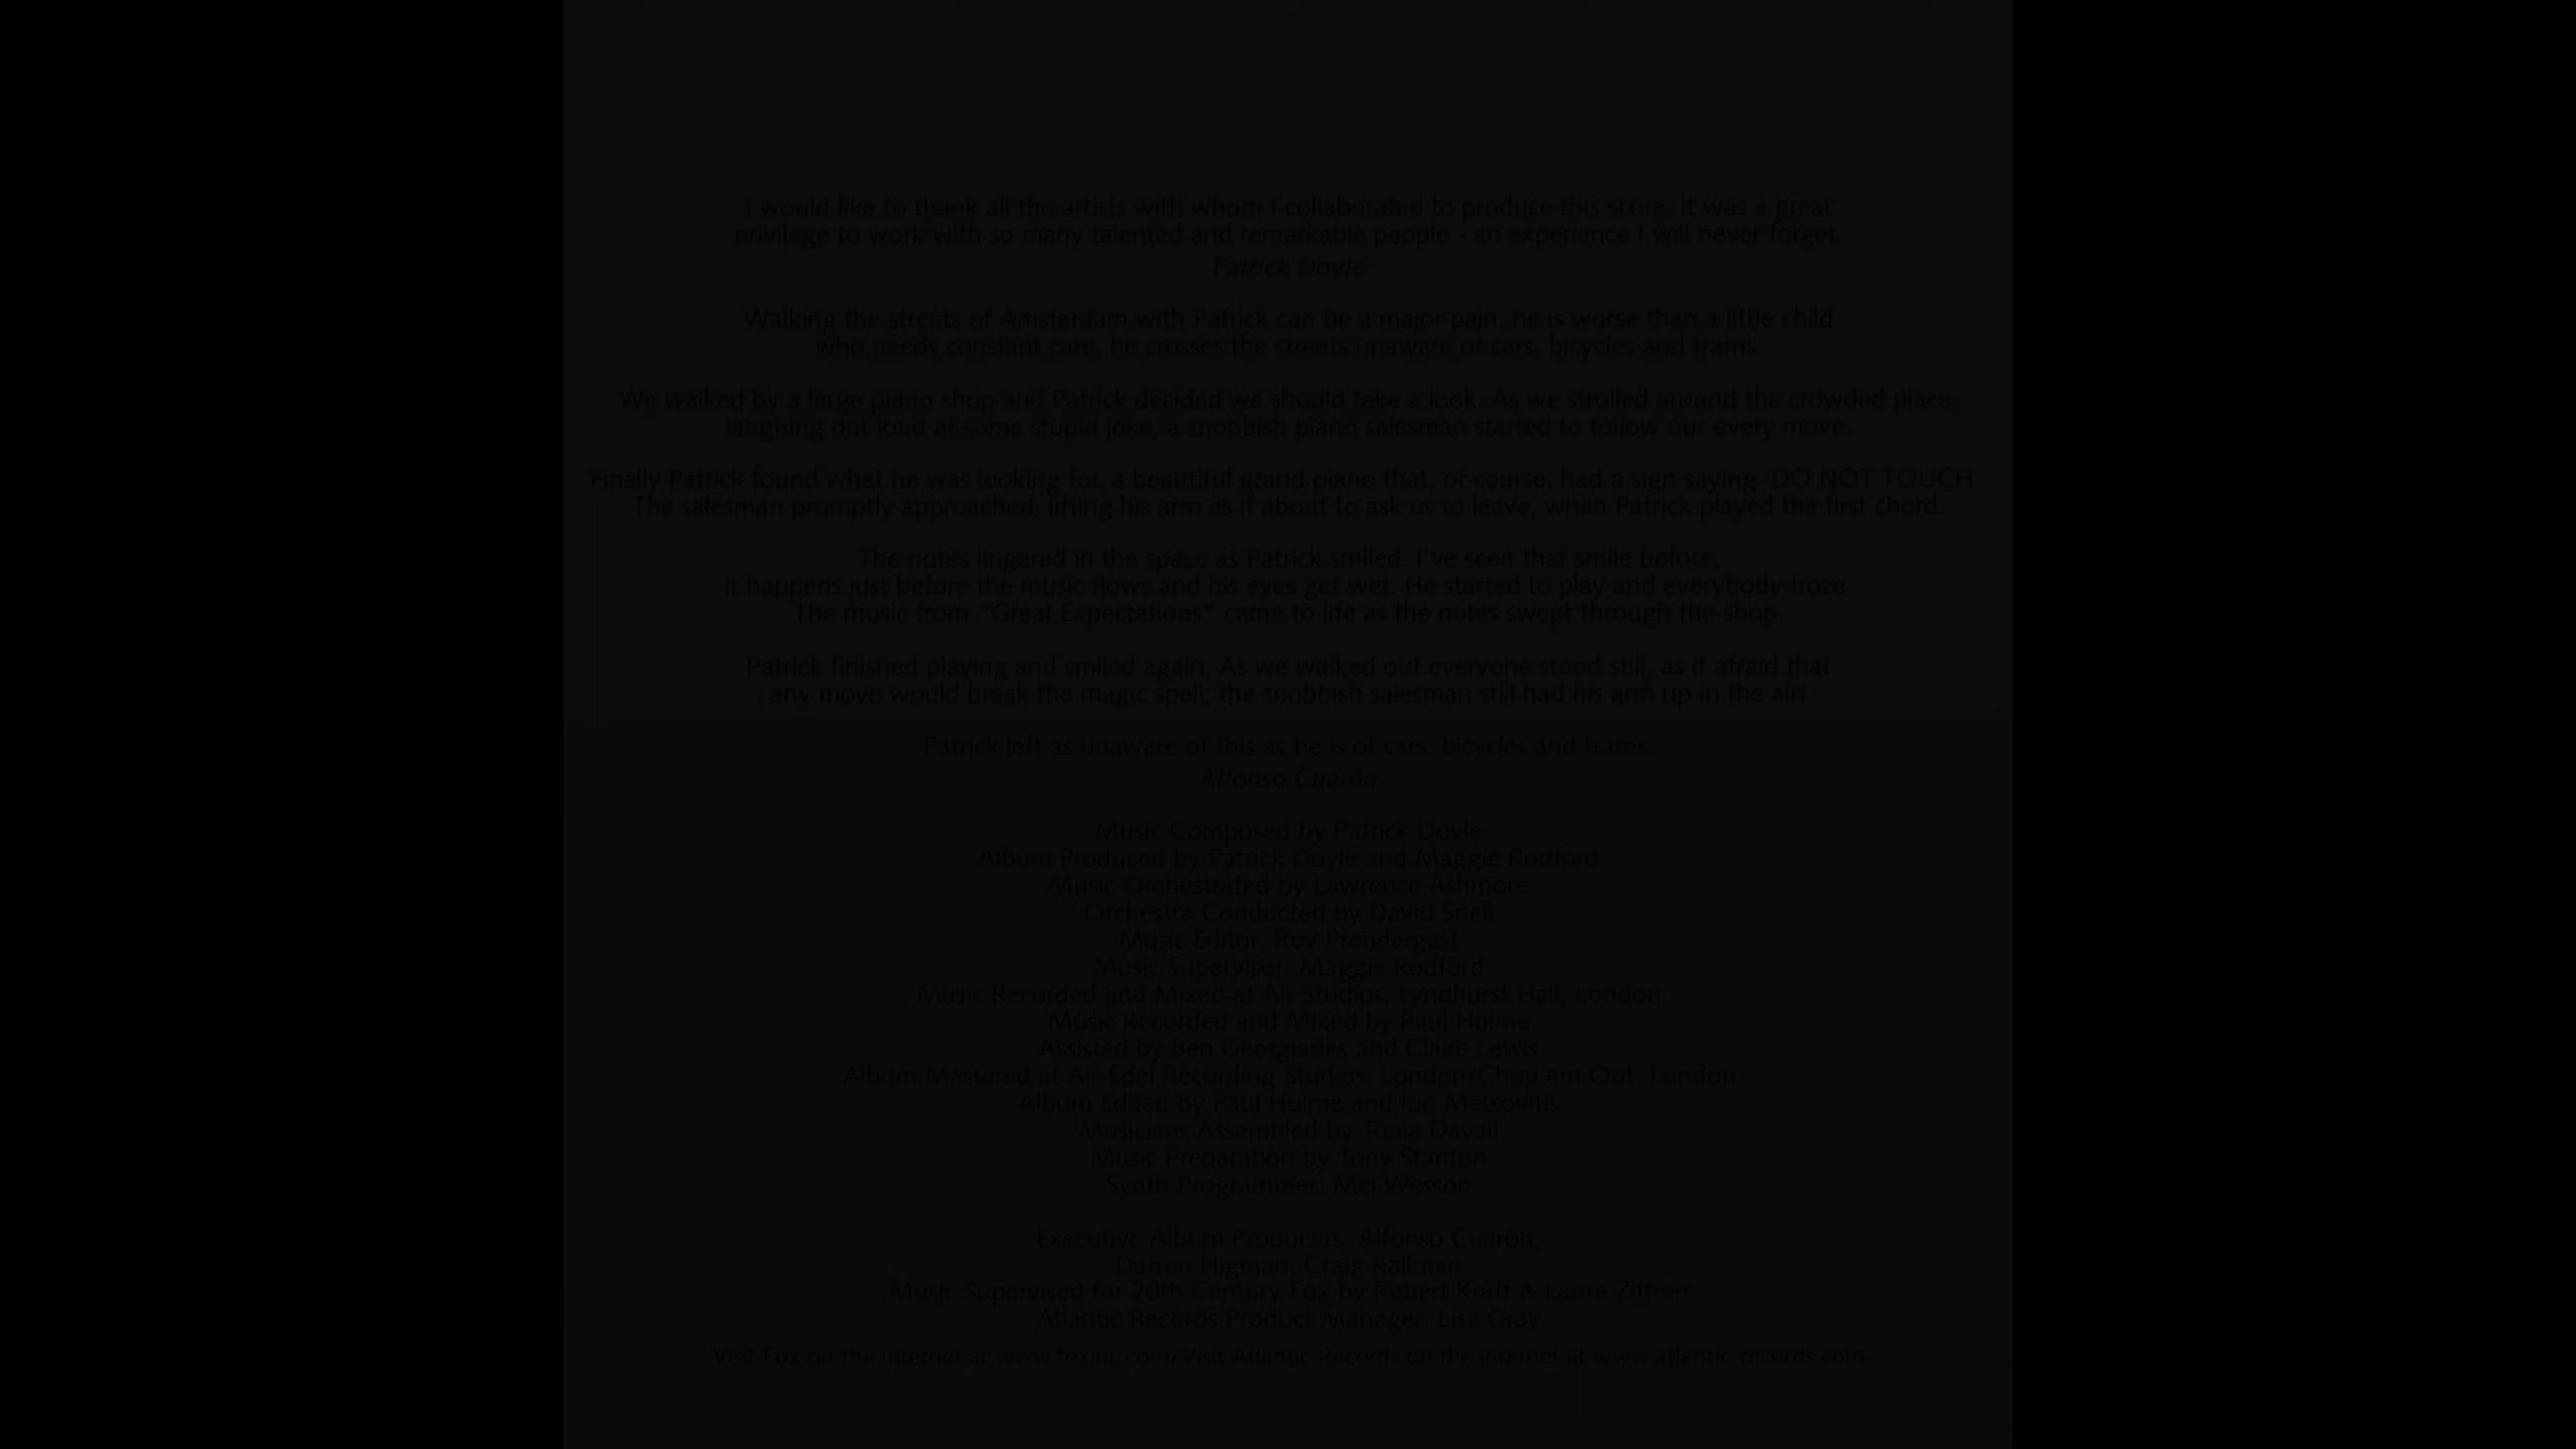 I would like to thank all the artists with whom I collaborated to produce this score, it was a great
privilege to work with so many talented and remarkable people - an experience I will never forget.
Patrick Doyle
Walking the streets of Amsterdam with Patrick can be a major pain, he is worse than a little child
who needs constant care, he crosses the streets unaware of cars, bicycles and trams.
We walked by a large piano shop and Patrick decided we should take a look. As we strolled around the crowded place,
laughing out loud at some stupid joke, a snobbish piano salesman started to follow our every move.
Finally Patrick found what he was looking for, a beautiful grand piano that, of course, had a sign saying 'DO NOT TOUCH
The salesman promptly approached, lifting his arm as if about to ask us to leave, when Patrick played the first chord.
The notes lingered in the space as Patrick smiled. I've seen that smile before,
it happens just before the music flows and his eyes get wet. He started to play and everybody froze
The music from "Great Expectations" came to life as the notes swept through the shop.
Patrick finished playing and smiled again. As we walked out everyone stood still, as if afraid that
any move would break the magic spell; the snobbish salesman still had his arm up in the air!
Patrick left as unaware of this as he is of cars, bicycles and trams.
Alfonso Cuarón
Music Composed by Patrick Doyle
Album Produced by Patrick Doyle and Maggie Rodford
Music Orchestrated by Lawrence Ashmore
Orchestra Conducted by David Snell
Music Editor: Roy Prendergast
Music Supervisor: Maggie Rodford
Music Recorded and Mixed at Air Studios, Lyndhurst Hall, London
Music Recorded and Mixed by Paul Hulme
Assisted by Ben Georgiades and Claire Lewis
Album Mastered at Air-Edel Recording Studios, London/Chop'em Out, London
Album Edited by Paul Hulme and Ion Metsovitis
Musicians Assembled by Tonia Davall
Music Preparation by Tony Stanton
Synth Programmer: Mel Wesson
Executive Album Producers: Alfonso Cuarón,
Darren Higman, Craig Kallman
Music Supervised for 20th Century Fox by Robert Kraft & Laura Ziffren
Atlantic Records Product Manager: Lisa Gray
Visit Fox on the internet at www.foxinc.com/Visit Atlantic Records on the internet at www.atlantic-records.com